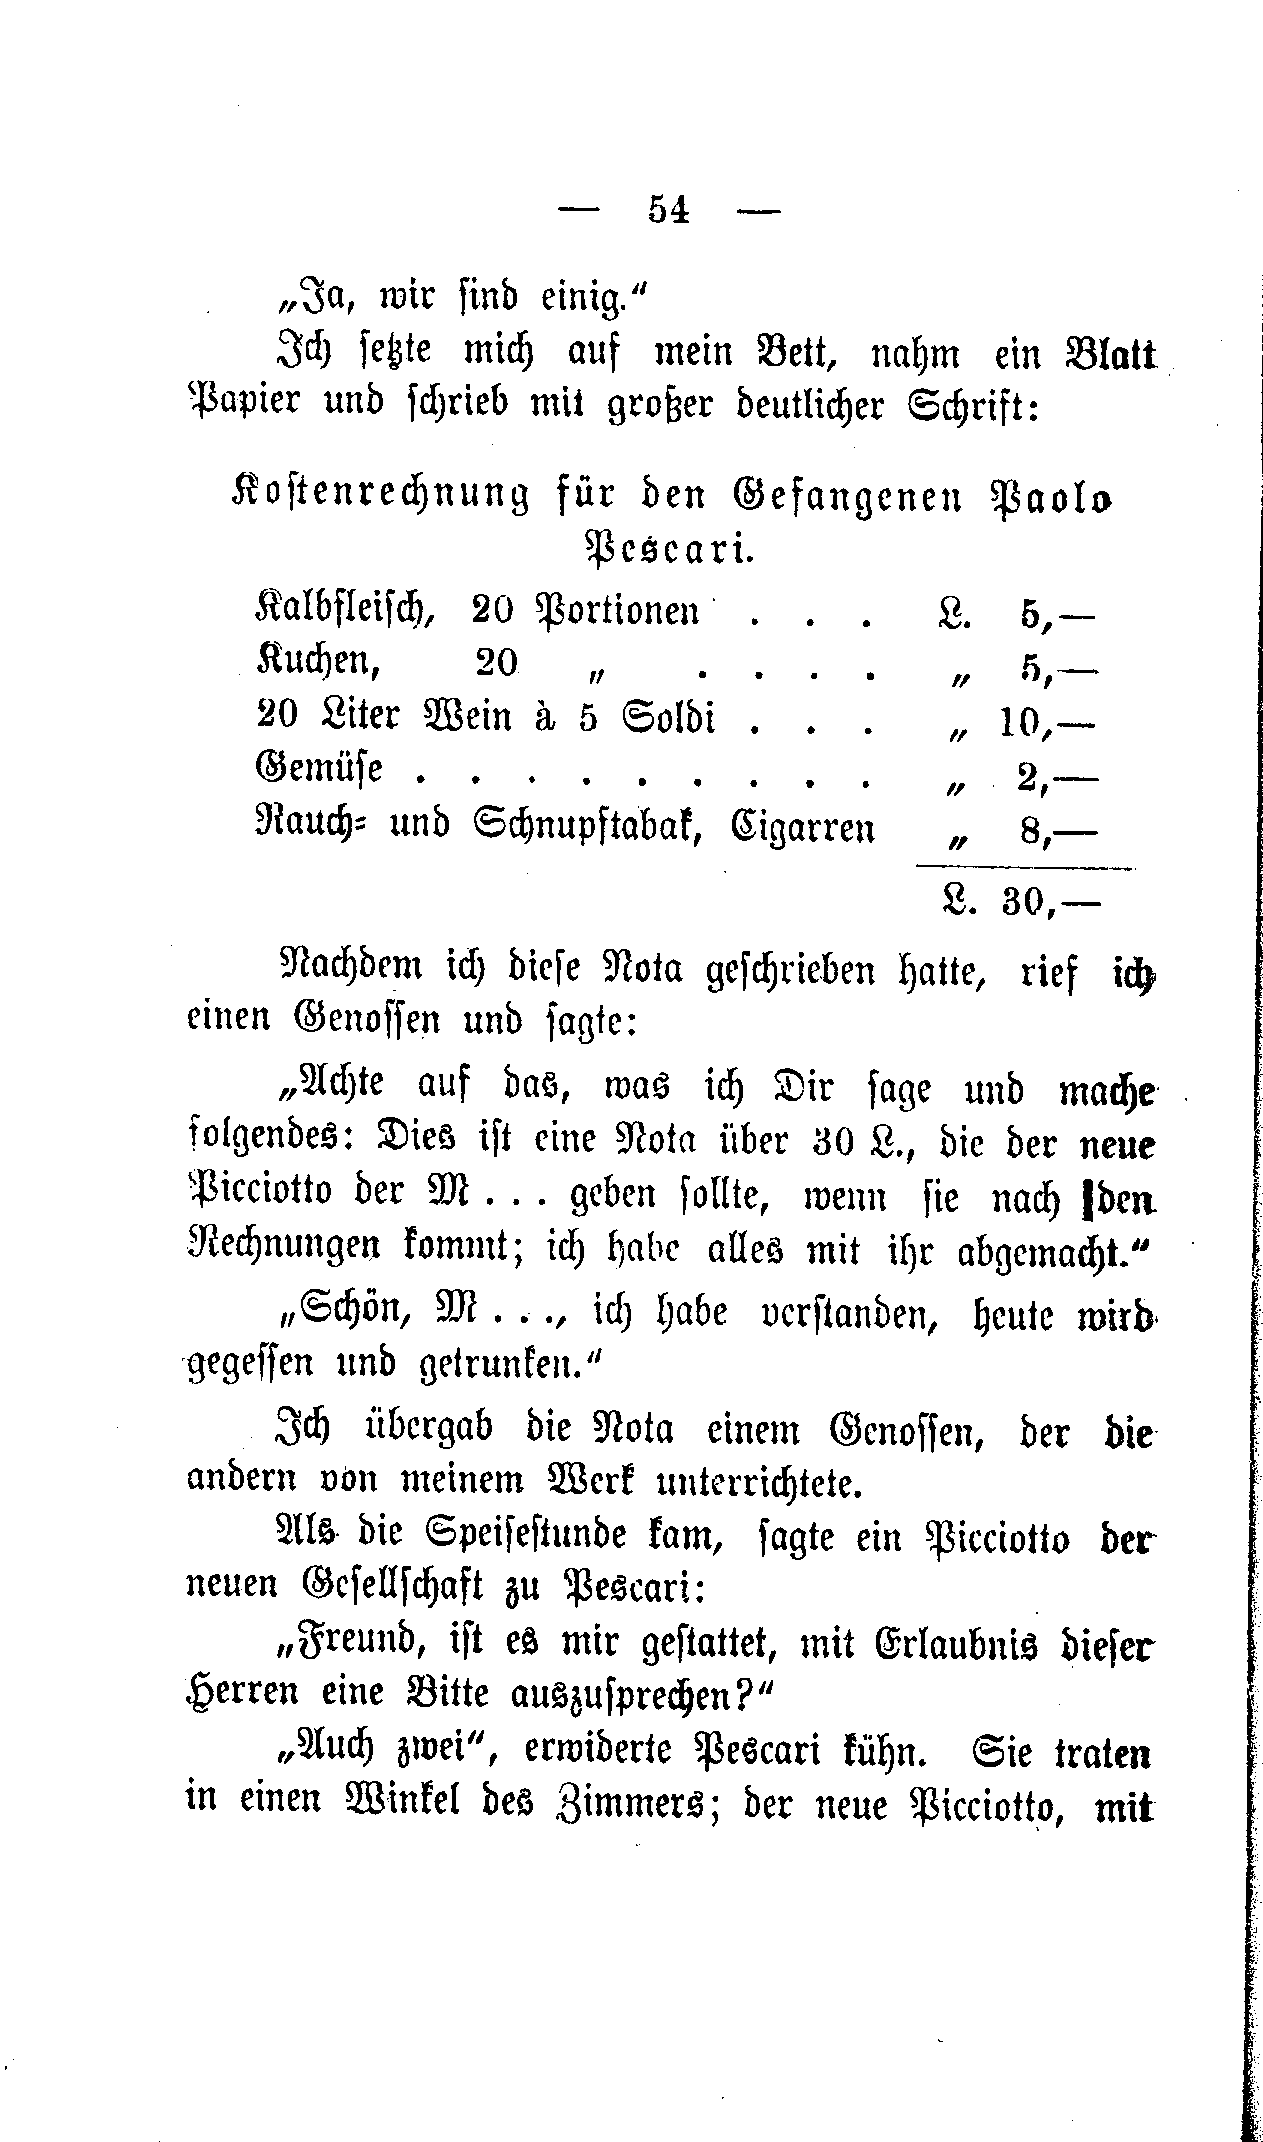 — 54 —
„Ja, wir sind einig."
Ich setzte mich auf mein Bett, nahm ein Blatt
Papier und schrieb mit großer deutlicher Schrift:
Kostenrechnung für den Gefangenen Paolo
Pescari.
Kalbfleisch, 20 Portionen . . . L. 5,—
Kuchen, 20 „ . . . . „ 5,—
20 Liter Wein à 5 Soldi . . . „ 10,—
Gemüse . . . . . . . . . „ 2,—
Rauch- und Schnupftabak, Cigarren „ 8,—
L. 30,—
Nachdem ich diese Nota geschrieben hatte, rief ich
einen Genossen und sagte:
„Achte auf das, was ich Dir sage und mache
folgendes: Dies ist eine Nota über 30 L., die der neue
Picciotto der M . . . geben sollte, wenn sie nach den
Rechnungen kommt; ich habe alles mit ihr abgemacht."
„Schön, M . . ., ich habe verstanden, heute wird
gegessen und getrunken."
Ich übergab die Nota einem Genossen, der die
andern von meinem Werk unterrichtete.
Als die Speisestunde kam, sagte ein Picciotto der
neuen Gesellschaft zu Pescari:
„Freund, ist es mir gestattet, mit Erlaubnis dieser
Herren eine Bitte auszusprechen?"
„Auch zwei", erwiderte Pescari kühn. Sie traten
in einen Winkel des Zimmers; der neue Picciotto, mit